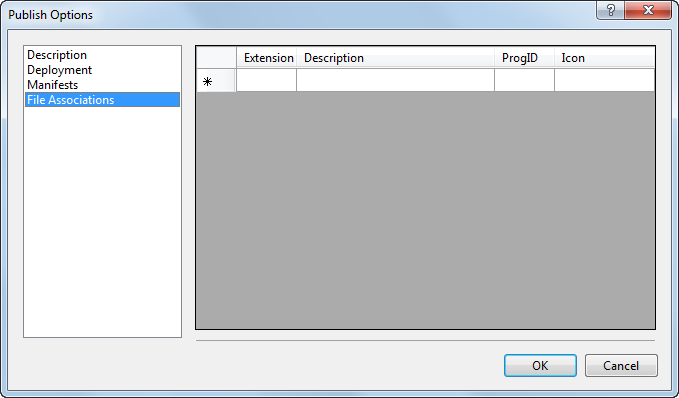 Publish Options
Description
Deployment
Manifests
File Associations
Extension Description ProgID Icon
OK Cancel